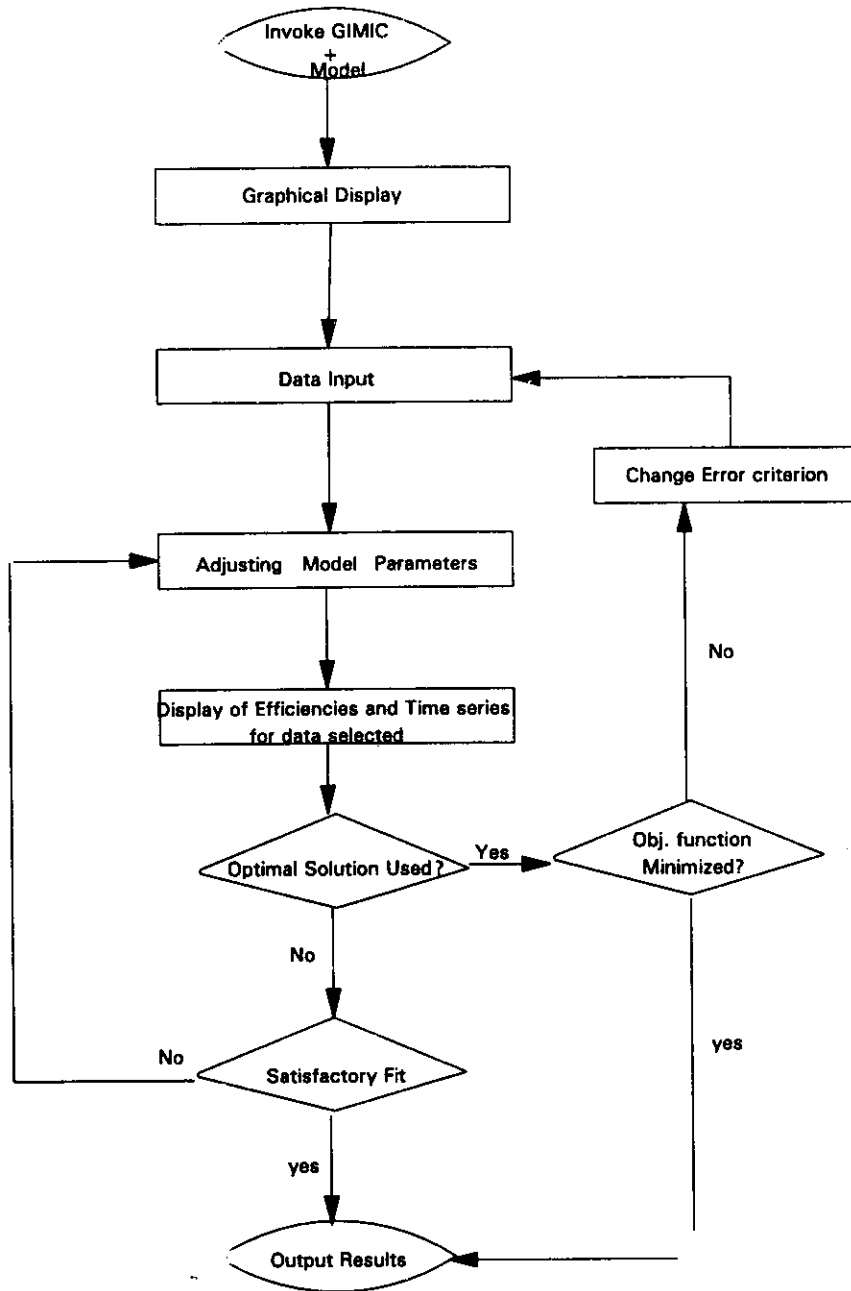 Invoke GIMIC
+
Model
Graphical Display
Data Input
Change Error criterion
Adjusting Model Parameters
No
Display of Efficiencies and Time series
for data selected
Optimal Solution Used?
Yes
Obj. function
Minimized?
No
yes
No
Satisfactory Fit
yes
Output Results